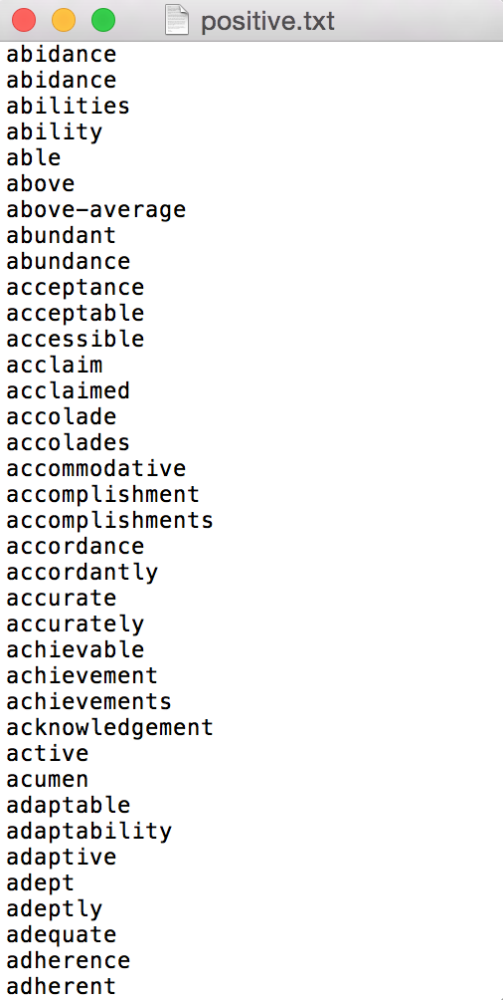 positive.txt
abidance
abidance
abilities
ability
able
above
above-average
abundant
abundance
acceptance
acceptable
accessible
acclaim
acclaimed
accolade
accolades
accommodative
accomplishment
accomplishments
accordance
accordantly
accurate
accurately
achievable
achievement
achievements
acknowledgement
active
acumen
adaptable
adaptability
adaptive
adept
adeptly
adequate
adherence
adherent